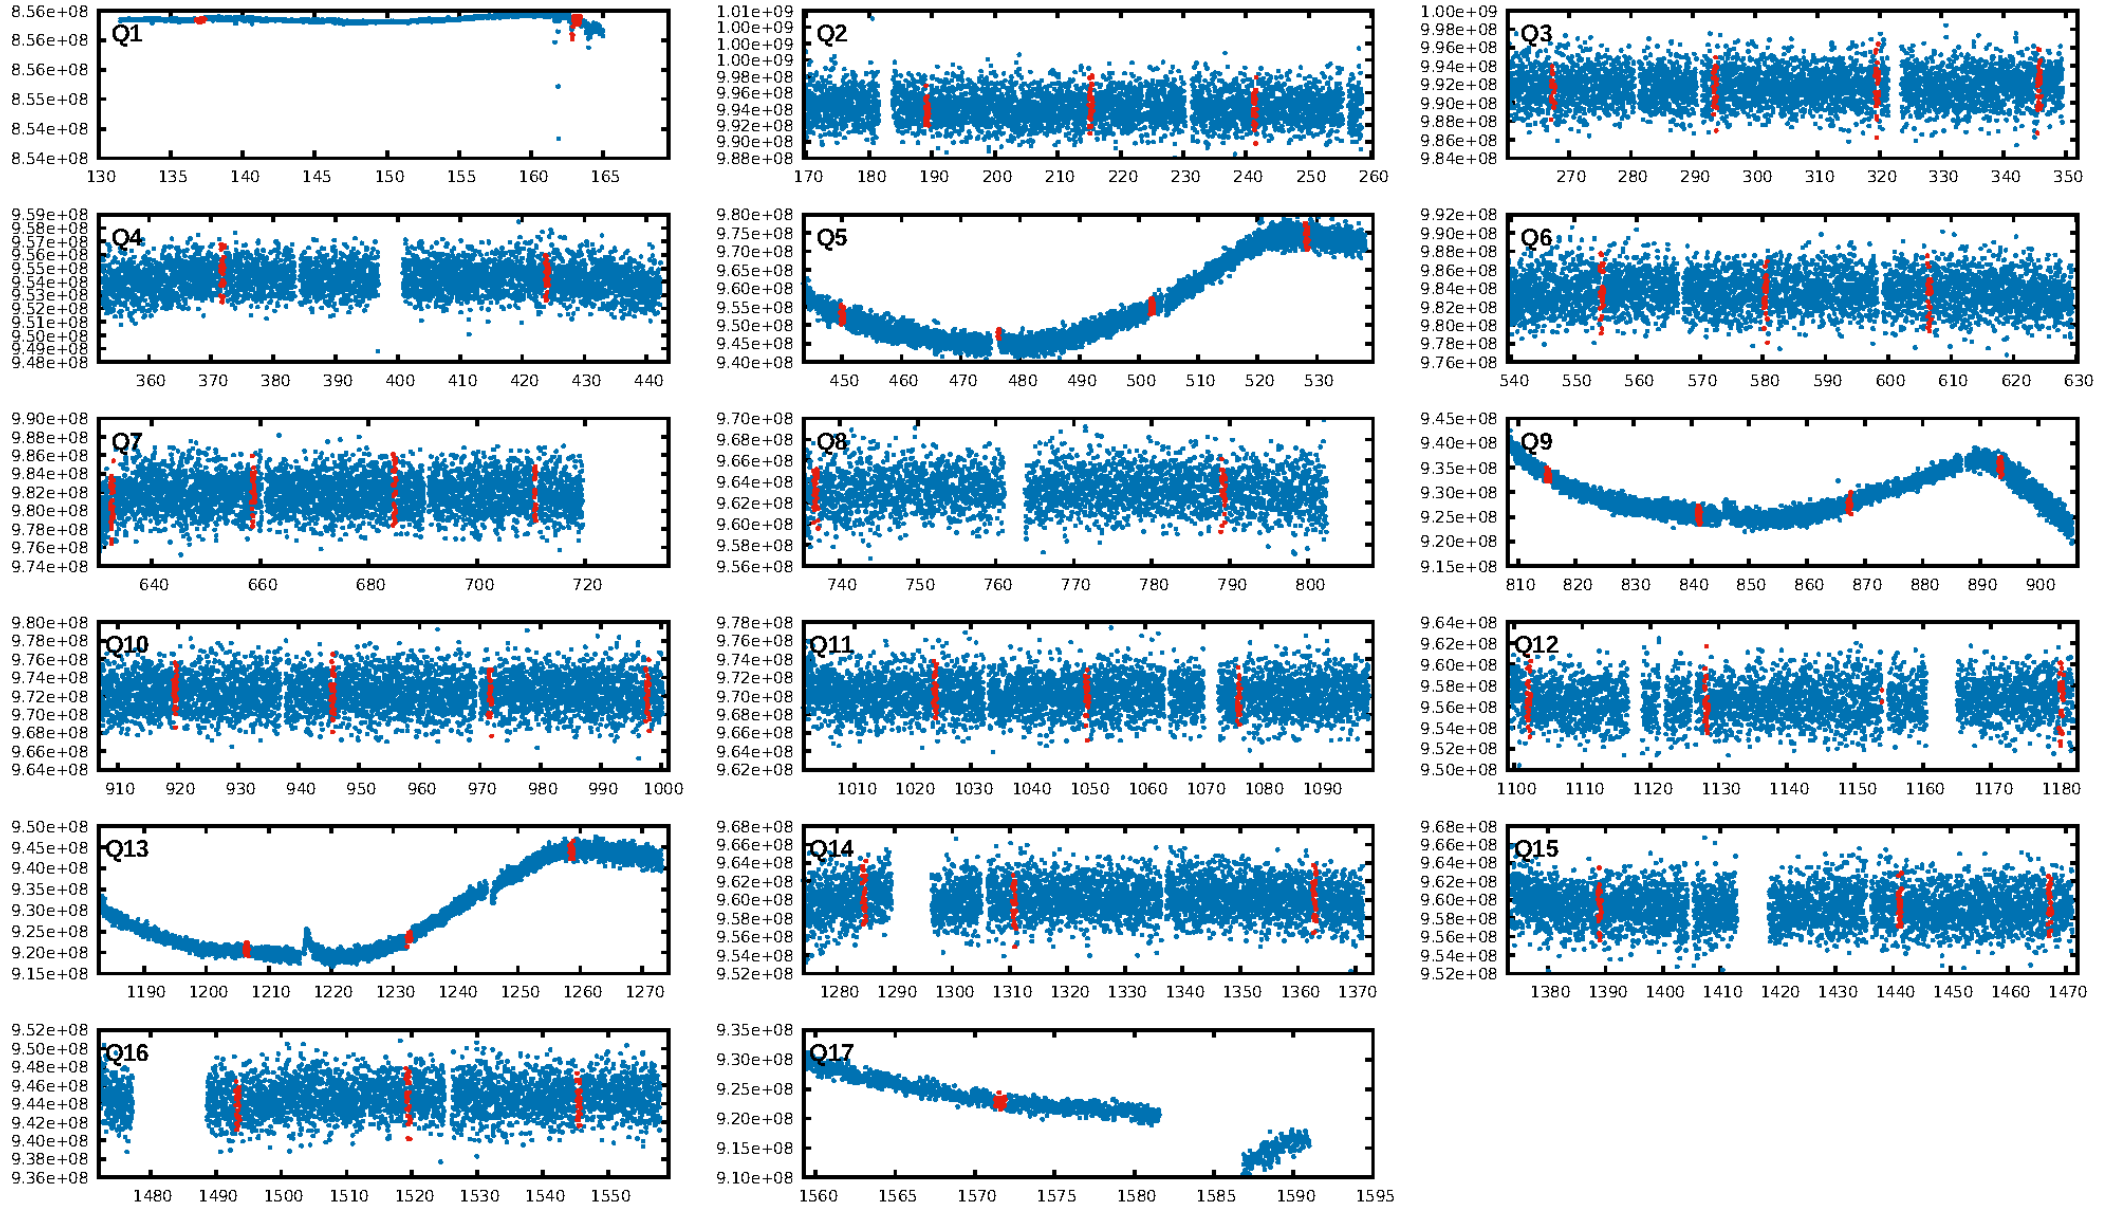 8.56e+08 8.56e+08 8.56e+08 8.55e+08 8.54e+08 8.54e+08
Q1
130 135 140 145 150 155 160 165
1.01e+09 1.00e+09 1.00e+09 1.00e+09 9.98e+08 9.96e+08 9.94e+08 9.92e+08 9.90e+08 9.88e+08
Q2
170 180 190 200 210 220 230 240 250 260
1.00e+09 9.98e+08 9.96e+08 9.94e+08 9.92e+08 9.90e+08 9.88e+08 9.86e+08 9.84e+08
Q3
270 280 290 300 310 320 330 340 350
9.59e+08 9.58e+08 9.57e+08 9.56e+08 9.55e+08 9.54e+08 9.53e+08 9.52e+08 9.51e+08 9.50e+08 9.49e+08 9.48e+08
Q4
360 370 380 390 400 410 420 430 440
9.80e+08 9.75e+08 9.70e+08 9.65e+08 9.60e+08 9.55e+08 9.50e+08 9.45e+08 9.40e+08
Q5
450 460 470 480 490 500 510 520 530
9.92e+08 9.90e+08 9.88e+08 9.86e+08 9.84e+08 9.82e+08 9.80e+08 9.78e+08 9.76e+08
Q6
540 550 560 570 580 590 600 610 620 630
9.90e+08 9.88e+08 9.86e+08 9.84e+08 9.82e+08 9.80e+08 9.78e+08 9.76e+08 9.74e+08
Q7
640 660 680 700 720
9.70e+08 9.68e+08 9.66e+08 9.64e+08 9.62e+08 9.60e+08 9.58e+08 9.56e+08
Q8
740 750 760 770 780 790 800
9.45e+08 9.40e+08 9.35e+08 9.30e+08 9.25e+08 9.20e+08 9.15e+08
Q9
810 820 830 840 850 860 870 880 890 900
9.80e+08 9.78e+08 9.76e+08 9.74e+08 9.72e+08 9.70e+08 9.68e+08 9.66e+08 9.64e+08
Q10
910 920 930 940 950 960 970 980 990 1000
9.78e+08 9.76e+08 9.74e+08 9.72e+08 9.70e+08 9.68e+08 9.66e+08 9.64e+08 9.62e+08
Q11
1010 1020 1030 1040 1050 1060 1070 1080 1090
9.64e+08 9.62e+08 9.60e+08 9.58e+08 9.56e+08 9.54e+08 9.52e+08 9.50e+08
Q12
1100 1110 1120 1130 1140 1150 1160 1170 1180
9.50e+08 9.45e+08 9.40e+08 9.35e+08 9.30e+08 9.25e+08 9.20e+08 9.15e+08
Q13
1190 1200 1210 1220 1230 1240 1250 1260 1270
9.68e+08 9.66e+08 9.64e+08 9.62e+08 9.60e+08 9.58e+08 9.56e+08 9.54e+08 9.52e+08
Q14
1280 1290 1300 1310 1320 1330 1340 1350 1360 1370
9.68e+08 9.66e+08 9.64e+08 9.62e+08 9.60e+08 9.58e+08 9.56e+08 9.54e+08 9.52e+08
Q15
1380 1390 1400 1410 1420 1430 1440 1450 1460 1470
9.52e+08 9.50e+08 9.48e+08 9.46e+08 9.44e+08 9.42e+08 9.40e+08 9.38e+08 9.36e+08
Q16
1480 1490 1500 1510 1520 1530 1540 1550
9.35e+08 9.30e+08 9.25e+08 9.20e+08 9.15e+08 9.10e+08
Q17
1560 1565 1570 1575 1580 1585 1590 1595